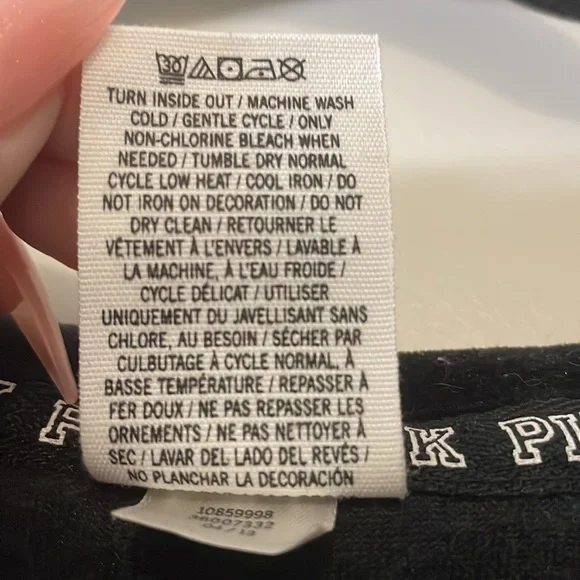 TURN INSIDE OUT / MACHINE WASH
COLD / GENTLE CYCLE / ONLY
NON-CHLORINE BLEACH WHEN
NEEDED / TUMBLE DRY NORMAL
CYCLE LOW HEAT / COOL IRON / DO
NOT IRON ON DECORATION / DO NOT
DRY CLEAN / RETOURNER LE
VÊTEMENT À L'ENVERS / LAVABLE À
LA MACHINE, À L'EAU FROIDE /
CYCLE DÉLICAT / UTILISER
UNIQUEMENT DU JAVELLISANT SANS
CHLORE, AU BESOIN / SÉCHER PAR
CULBUTAGE À CYCLE NORMAL, À
BASSE TEMPÉRATURE / REPASSER À
FER DOUX / NE PAS REPASSER LES
ORNEMENTS / NE PAS NETTOYER À
SEC / LAVAR DEL LADO DEL REVÉS /
NO PLANCHAR LA DECORACIÓN
K PI
10859998
36007332
04 / 13